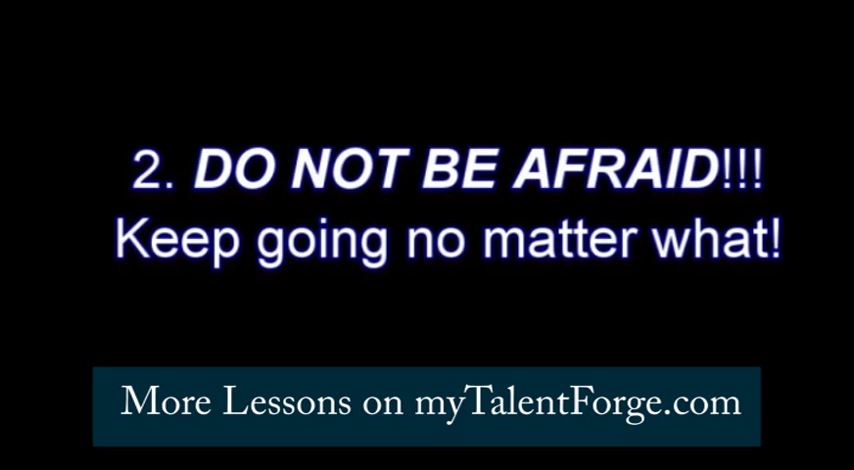 2. DO NOT BE AFRAID!!!
Keep going no matter what!
More Lessons on myTalentForge.com